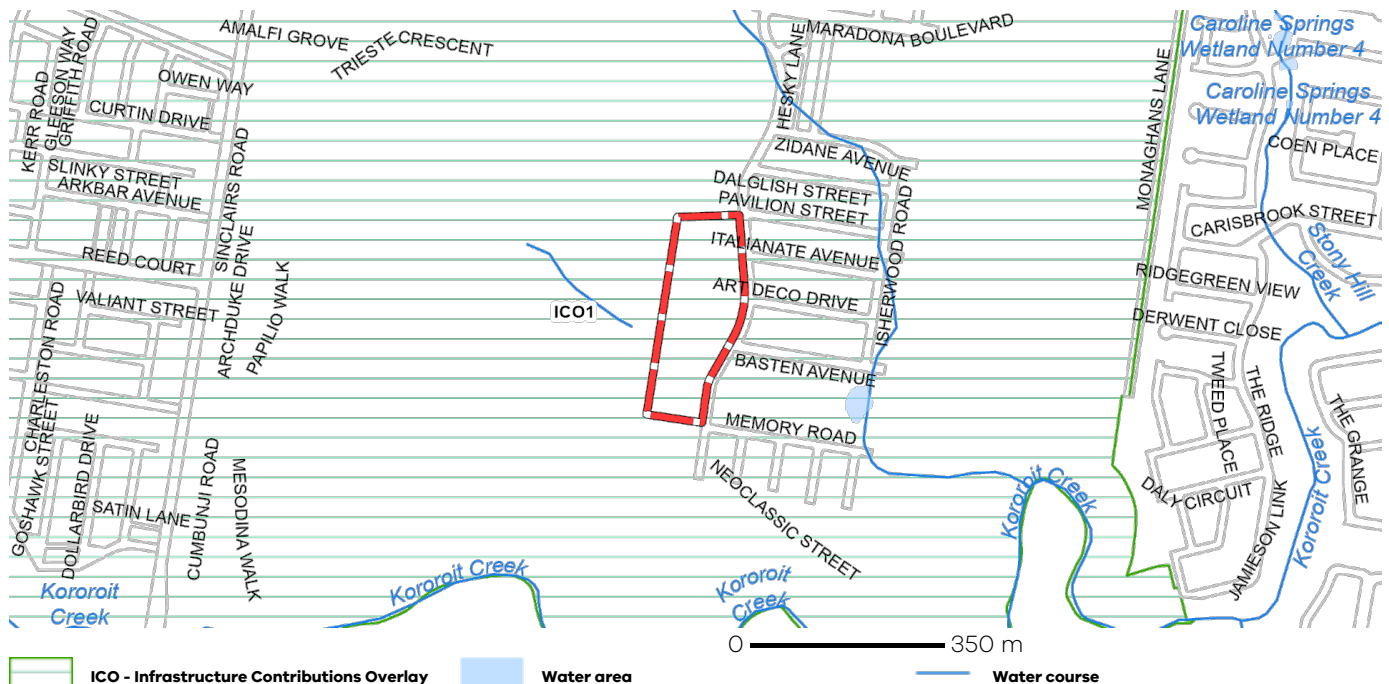 AMALFI GROVE
TRIESTE CRESCENT
MARADONA BOULEVARD
Caroline Springs
Wetland Number 4
GLEESON WAY
GRIFFITH ROAD
KERR ROAD
OWEN WAY
CURTIN DRIVE
HESKY LANE
MONAGHANS LANE
Caroline Springs
Wetland Number 4
COEN PLACE
ZIDANE AVENUE
SLINKY STREET
ARKBAR AVENUE
SINCLAIRS ROAD
DALGLISH STREET
PAVILION STREET
ISHERWOOD ROAD
CARISBROOK STREET
Stony Hill
Creek
REED COURT
ARCHDUKE DRIVE
PAPILIO WALK
ITALIANATE AVENUE
RIDGEGREEN VIEW
VALIANT STREET
ICO1
ART DECO DRIVE
DERWENT CLOSE
CHARLESTON ROAD
BASTEN AVENUE
TWEED PLACE
THE RIDGE
THE GRANGE
GOSHAWK STREET
DOLLARBIRD DRIVE
MEMORY ROAD
CUMBUNJI ROAD
MESODINA WALK
NEOCLASSIC STREET
Kororoit Creek
DALY CIRCUIT
JAMIESON LINK
Kororoit Creek
SATIN LANE
Kororoit
Creek
Kororoit Creek
Kororoit
Creek
0 350 m
ICO - Infrastructure Contributions Overlay
Water area
Water course